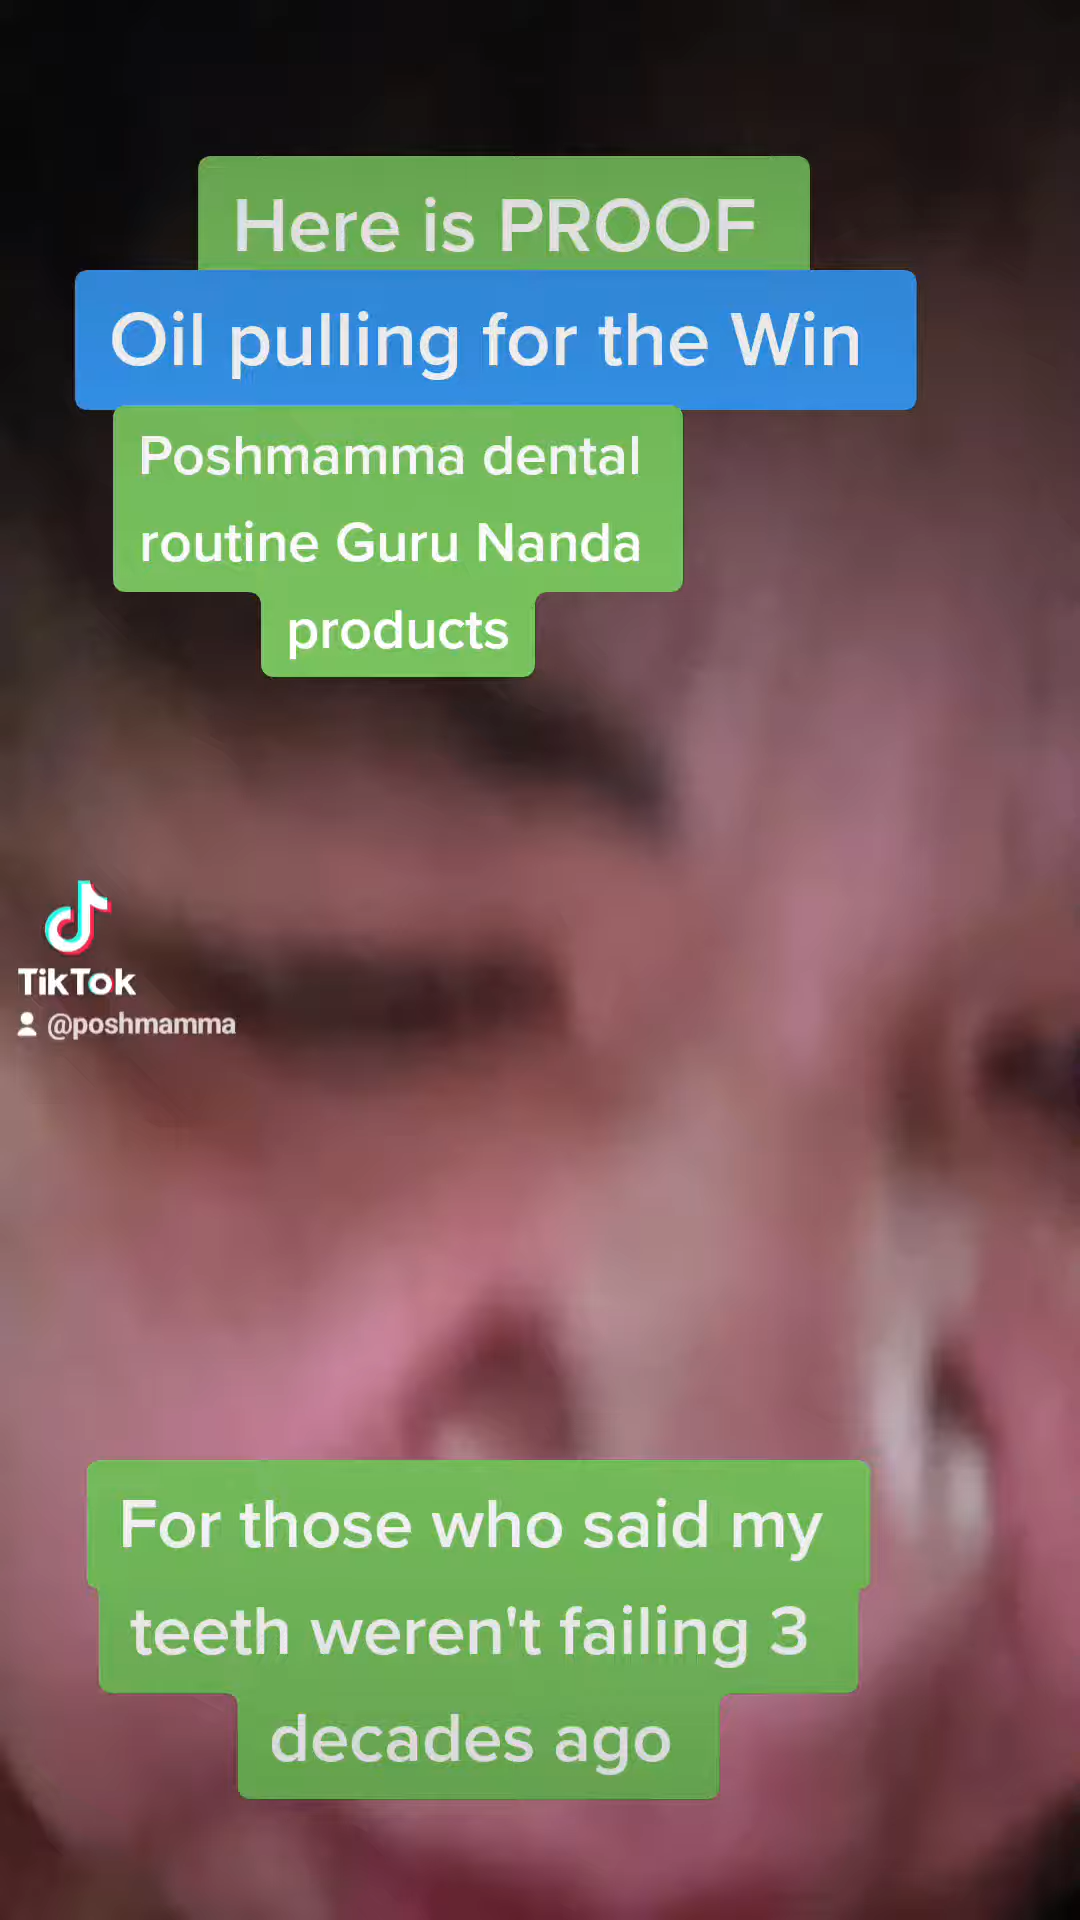 Here is PROOF
Oil pulling for the Win
Poshmamma dental
routine Guru Nanda
products
TikTok
@poshmamma
For those who said my
teeth weren't failing 3
decades ago